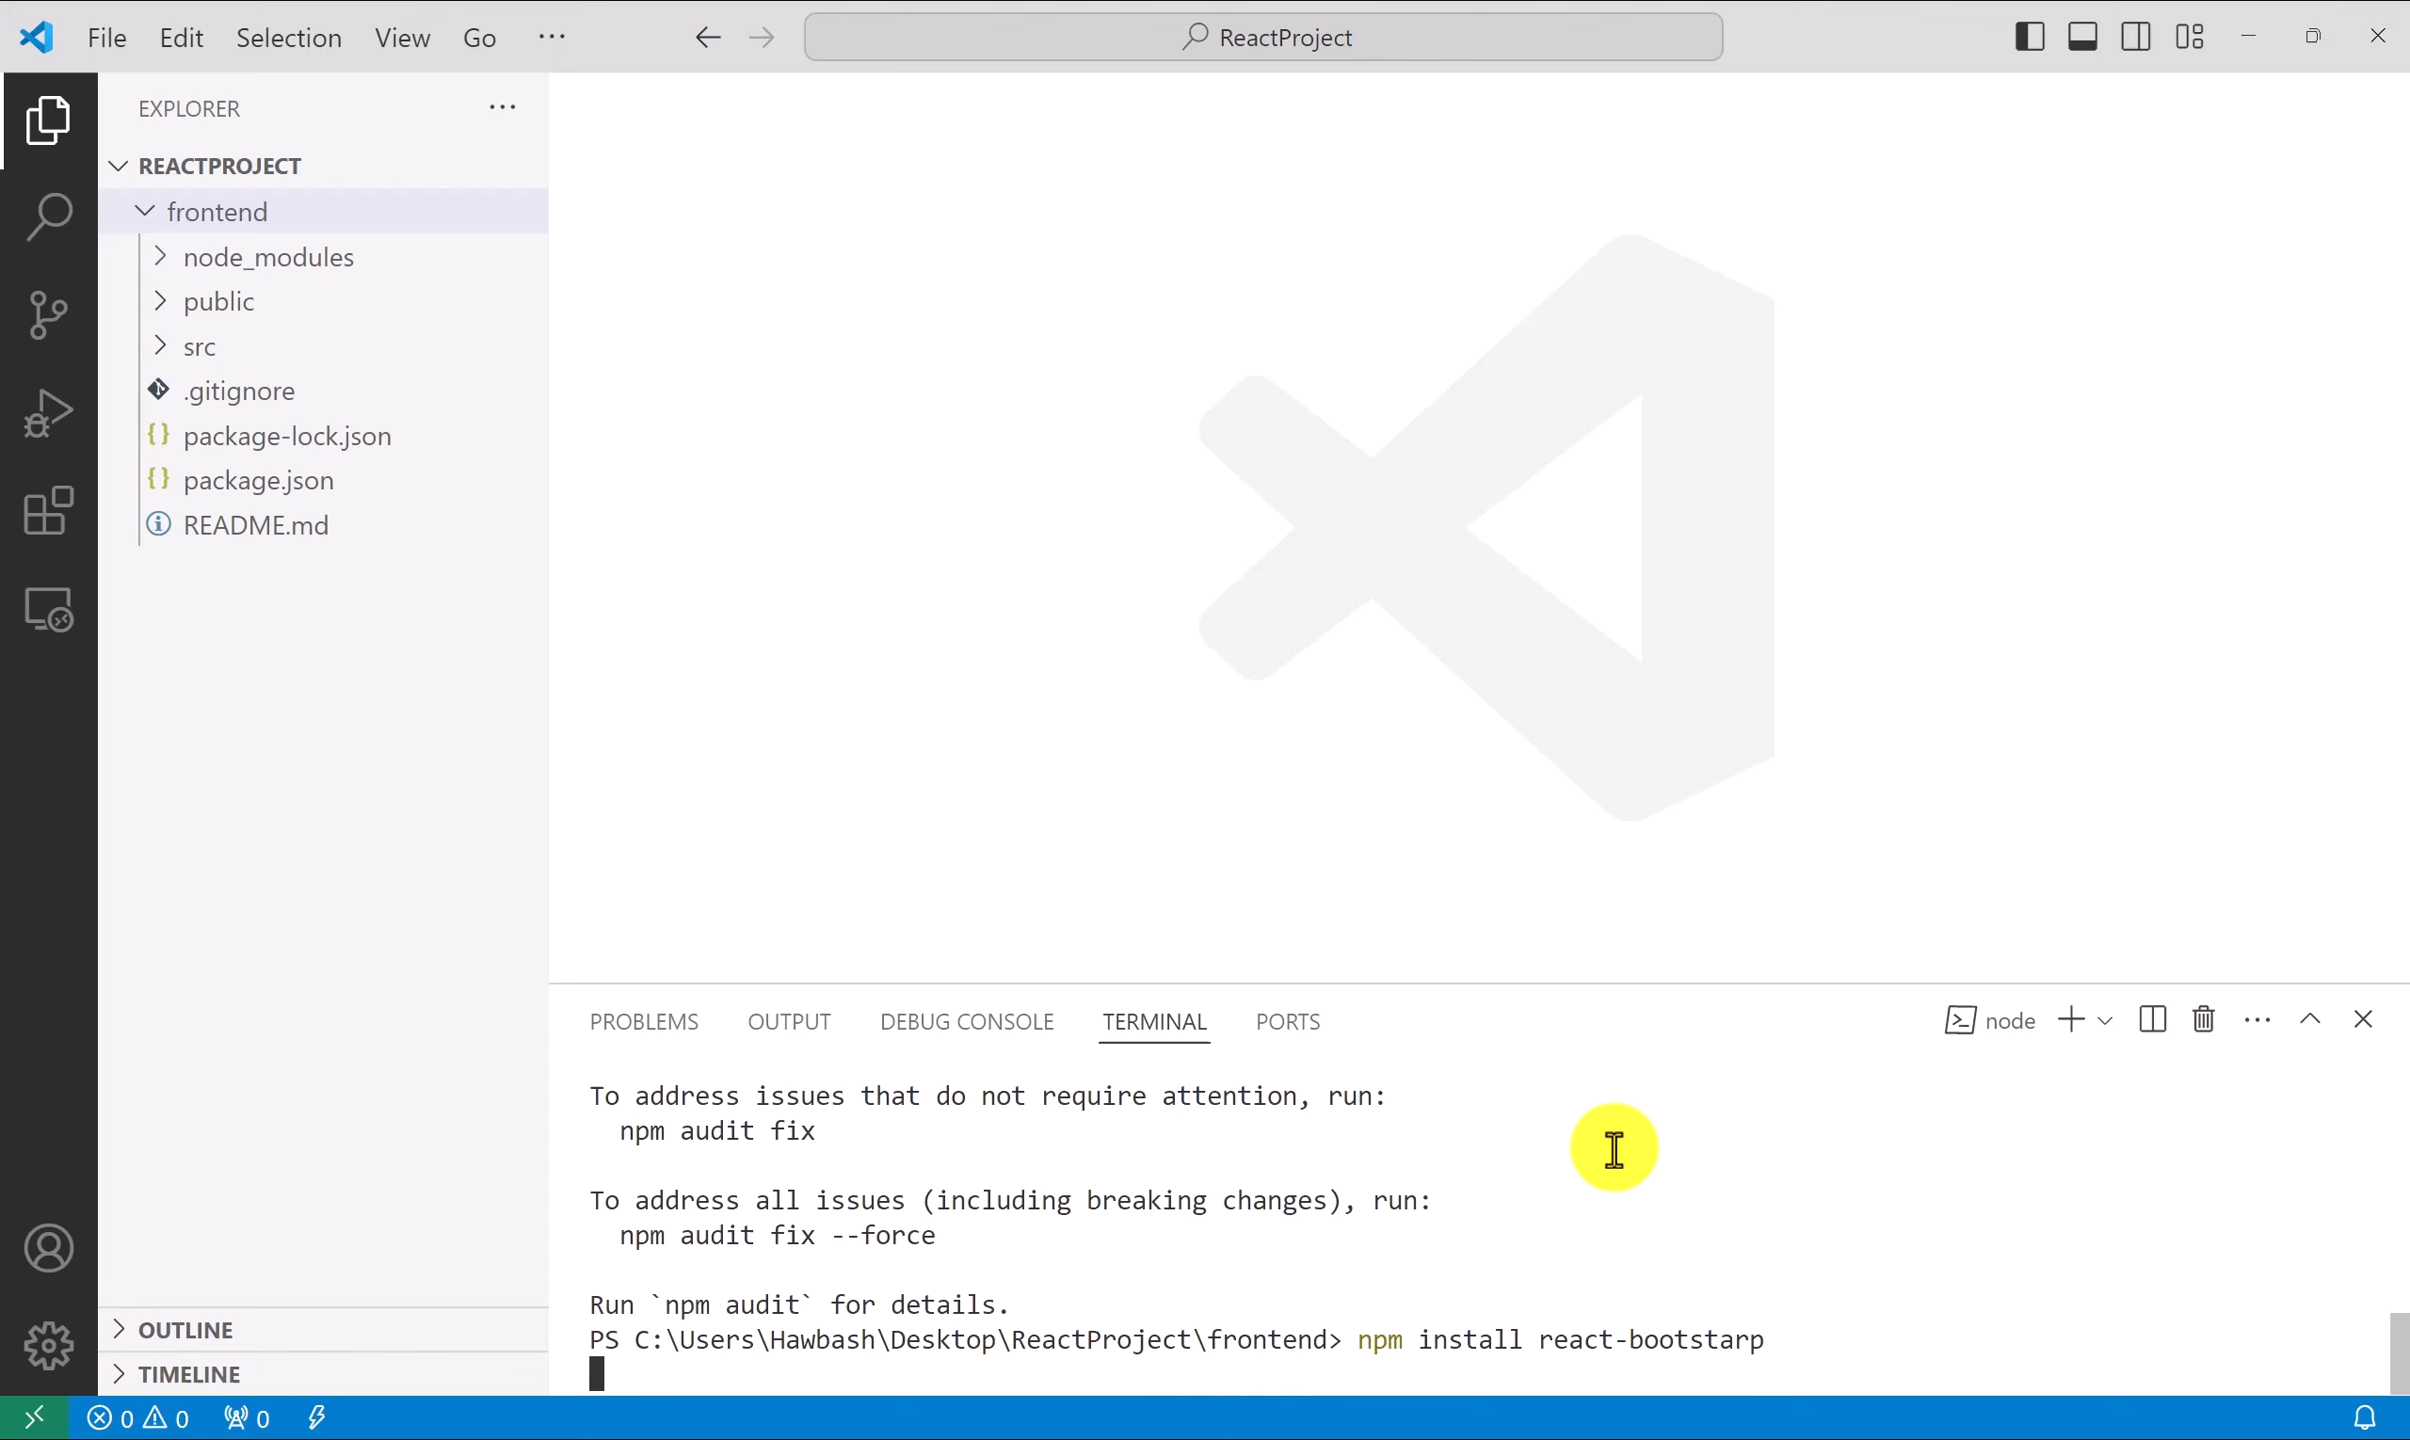 File Edit Selection View Go ···
ReactProject
EXPLORER ···
REACTPROJECT
frontend
node_modules
public
src
.gitignore
{} package-lock.json
{} package.json
README.md
OUTLINE
TIMELINE
PROBLEMS OUTPUT DEBUG CONSOLE TERMINAL PORTS
node
To address issues that do not require attention, run:
npm audit fix
To address all issues (including breaking changes), run:
npm audit fix --force
Run `npm audit` for details.
PS C:\Users\Hawbash\Desktop\ReactProject\frontend> npm install react-bootstarp
0 0 0